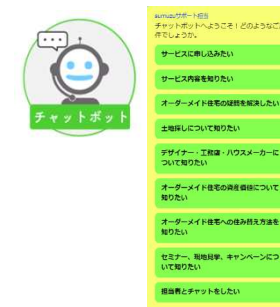 チャットボット
sumuzuサポート担当
チャットボットへようこそ！どのようなご用
件でしょうか。
サービスに申し込みたい
サービス内容を知りたい
オーダーメイド住宅の疑問を解決したい
土地探しについて知りたい
デザイナー・工務店・ハウスメーカーに
ついて知りたい
オーダーメイド住宅の資産価値について
知りたい
オーダーメイド住宅への住み替え方法を
知りたい
セミナー、現地見学、キャンペーンにつ
いて知りたい
担当者とチャットをしたい